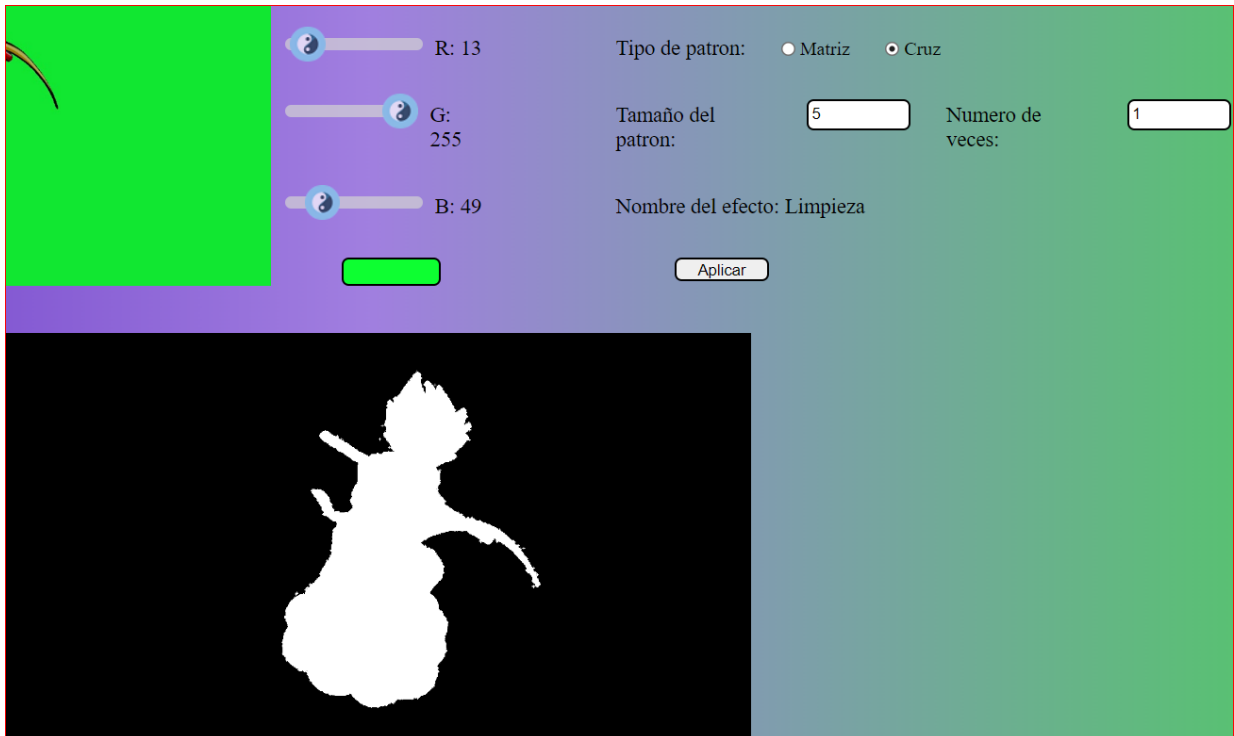 R: 13
Tipo de patron: Matriz Cruz
G:
255
Tamaño del
patron:
5
Numero de
veces:
1
B: 49
Nombre del efecto: Limpieza
Aplicar